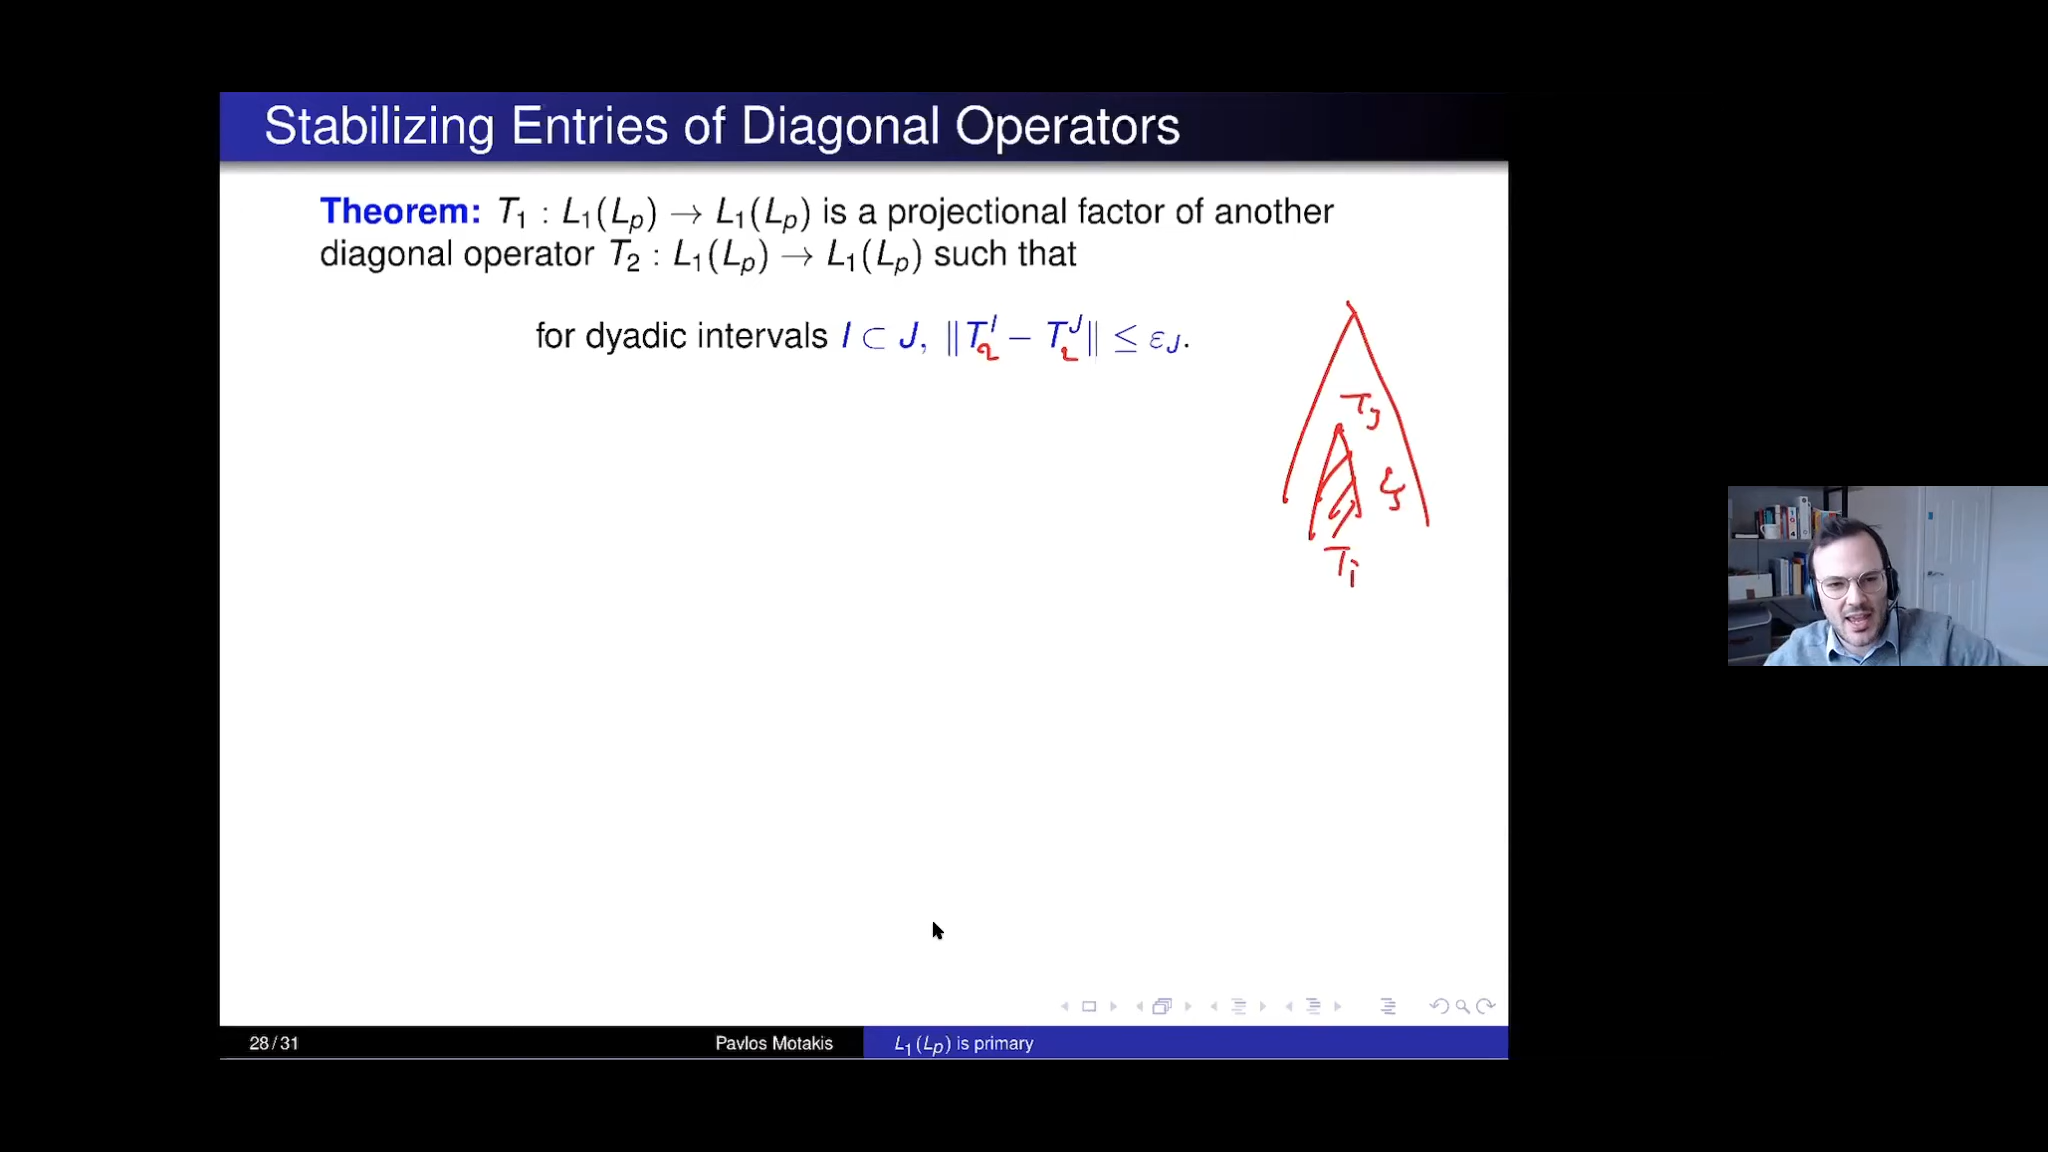 Stabilizing Entries of Diagonal Operators
Theorem: T₁ : L₁(Lₚ) → L₁(Lₚ) is a projectional factor of another
diagonal operator T₂ : L₁(Lₚ) → L₁(Lₚ) such that
for dyadic intervals I ⊂ J, ‖T₂ᴵ − T₂ᴶ‖ ≤ ε_J.
T_J
ε_J
T_I
28/31 Pavlos Motakis L₁(Lₚ) is primary